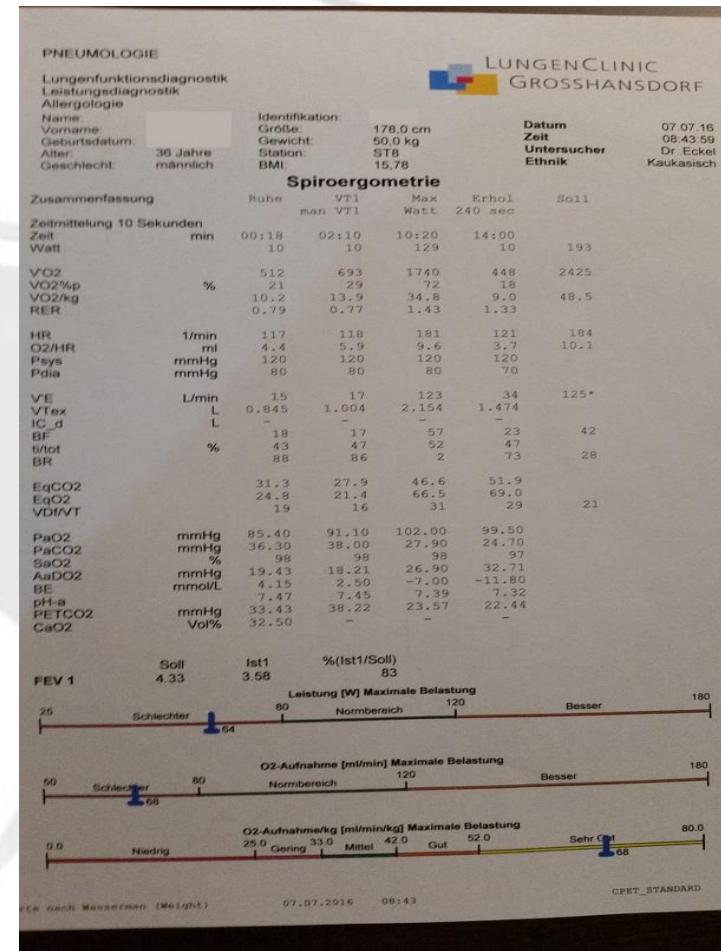 PNEUMOLOGIE
LUNGENCLINIC
GROSSHANSDORF
Lungenfunktionsdiagnostik
Leistungsdiagnostik
Allergologie
Name: Identifikation:
Vorname: Größe: 178,0 cm Datum 07.07.16
Geburtsdatum: Gewicht: 50,0 kg Zeit 08:43:59
Alter: 36 Jahre Station: ST8 Untersucher Dr .Eckel
Geschlecht: männlich BMI: 15,78 Ethnik Kaukasisch
Spiroergometrie
Zusammenfassung Ruhe VT1 Max Erhol Soll
man VT1 Watt 240 sec
Zeitmittelung 10 Sekunden
Zeit min 00:18 02:10 10:20 14:00
Watt 10 10 129 10 193
V'O2 512 693 1740 448 2425
VO2%p % 21 29 72 18
VO2/kg 10.2 13.9 34.8 9.0 48.5
RER 0.79 0.77 1.43 1.33
HR 1/min 117 118 181 121 184
O2/HR ml 4.4 5.9 9.6 3.7 10.1
Psys mmHg 120 120 120 120
Pdia mmHg 80 80 80 70
V'E L/min 15 17 123 34 125*
VTex L 0.845 1.004 2.154 1.474
IC_d L - - - -
BF 18 17 57 23 42
ti/tot % 43 47 52 47
BR 88 86 2 73 28
EqCO2 31.3 27.9 46.6 51.9
EqO2 24.8 21.4 66.5 69.0
VDf/VT 19 16 31 29 21
PaO2 mmHg 85.40 91.10 102.00 99.50
PaCO2 mmHg 36.30 38.00 27.90 24.70
SaO2 % 98 98 98 97
AaDO2 mmHg 19.43 18.21 26.90 32.71
BE mmol/L 4.15 2.50 -7.00 -11.80
pH-a 7.47 7.45 7.39 7.32
PETCO2 mmHg 33.43 38.22 23.57 22.44
CaO2 Vol% 32.50 - - -
Soll Ist1 %(Ist1/Soll)
FEV 1 4.33 3.58 83
Leistung [W] Maximale Belastung
25 80 120 180
Schlechter Normbereich Besser
64
O2-Aufnahme [ml/min] Maximale Belastung
50 80 120 180
Schlechter Normbereich Besser
68
O2-Aufnahme/kg [ml/min/kg] Maximale Belastung
0.0 25.0 33.0 42.0 52.0 80.0
Niedrig Gering Mittel Gut Sehr Gut
68
CPET_STANDARD
nach Wasserman (Weight) 07.07.2016 08:43